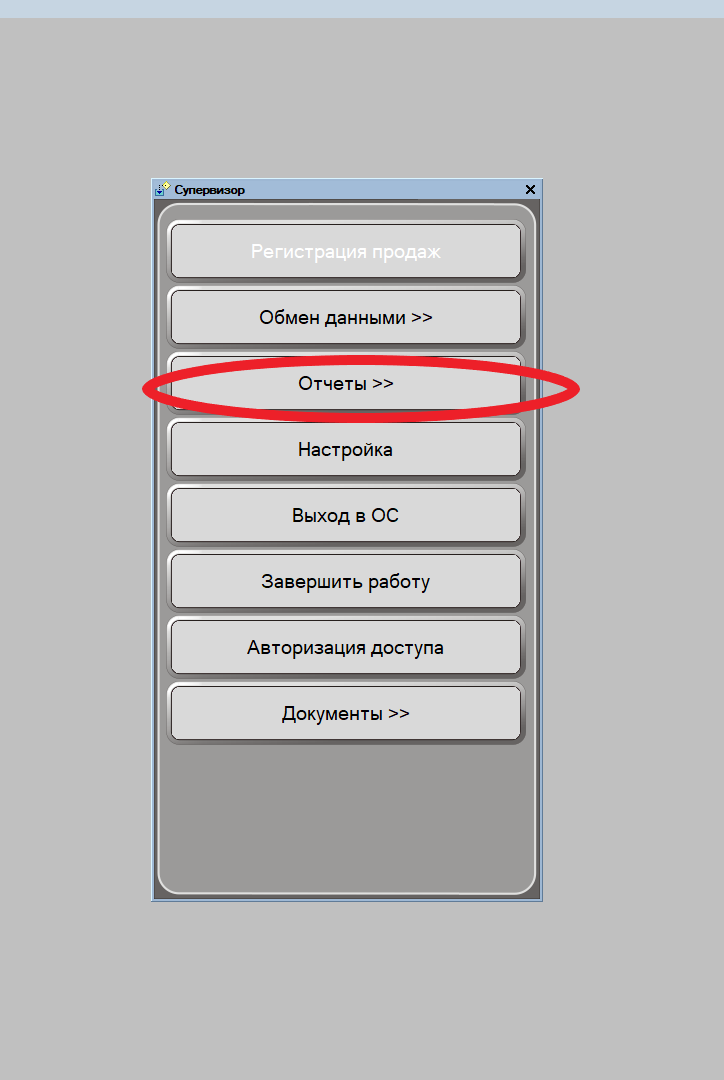 Супервизор
Регистрация продаж
Обмен данными >>
Отчеты >>
Настройка
Выход в ОС
Завершить работу
Авторизация доступа
Документы >>